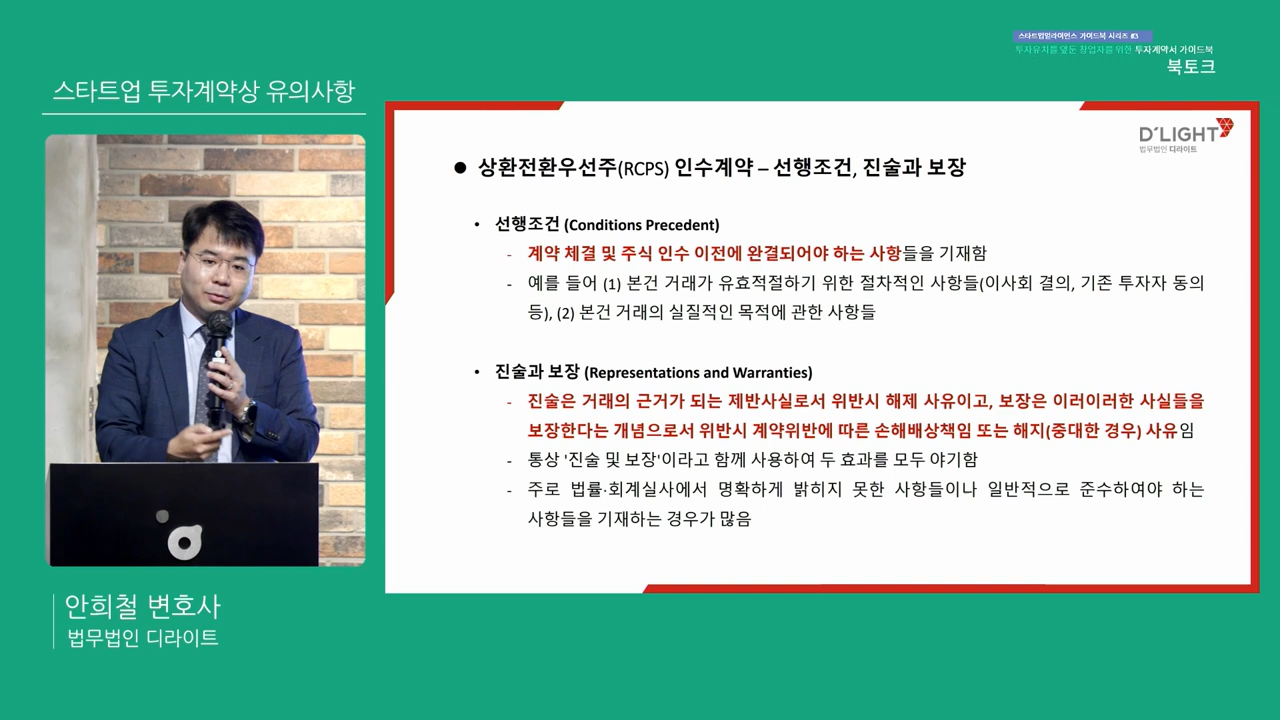 스타트업얼라이언스 가이드북 시리즈 #3
투자유치를 앞둔 창업자를 위한 투자계약서 가이드북
북토크
스타트업 투자계약상 유의사항
D'LIGHT
법무법인 디라이트
● 상환전환우선주(RCPS) 인수계약 – 선행조건, 진술과 보장
• 선행조건 (Conditions Precedent)
- 계약 체결 및 주식 인수 이전에 완결되어야 하는 사항들을 기재함
- 예를 들어 (1) 본건 거래가 유효적절하기 위한 절차적인 사항들(이사회 결의, 기존 투자자 동의
등), (2) 본건 거래의 실질적인 목적에 관한 사항들
• 진술과 보장 (Representations and Warranties)
- 진술은 거래의 근거가 되는 제반사실로서 위반시 해제 사유이고, 보장은 이러이러한 사실들을
보장한다는 개념으로서 위반시 계약위반에 따른 손해배상책임 또는 해지(중대한 경우) 사유임
- 통상 '진술 및 보장'이라고 함께 사용하여 두 효과를 모두 야기함
- 주로 법률·회계실사에서 명확하게 밝히지 못한 사항들이나 일반적으로 준수하여야 하는
사항들을 기재하는 경우가 많음
안희철 변호사
법무법인 디라이트